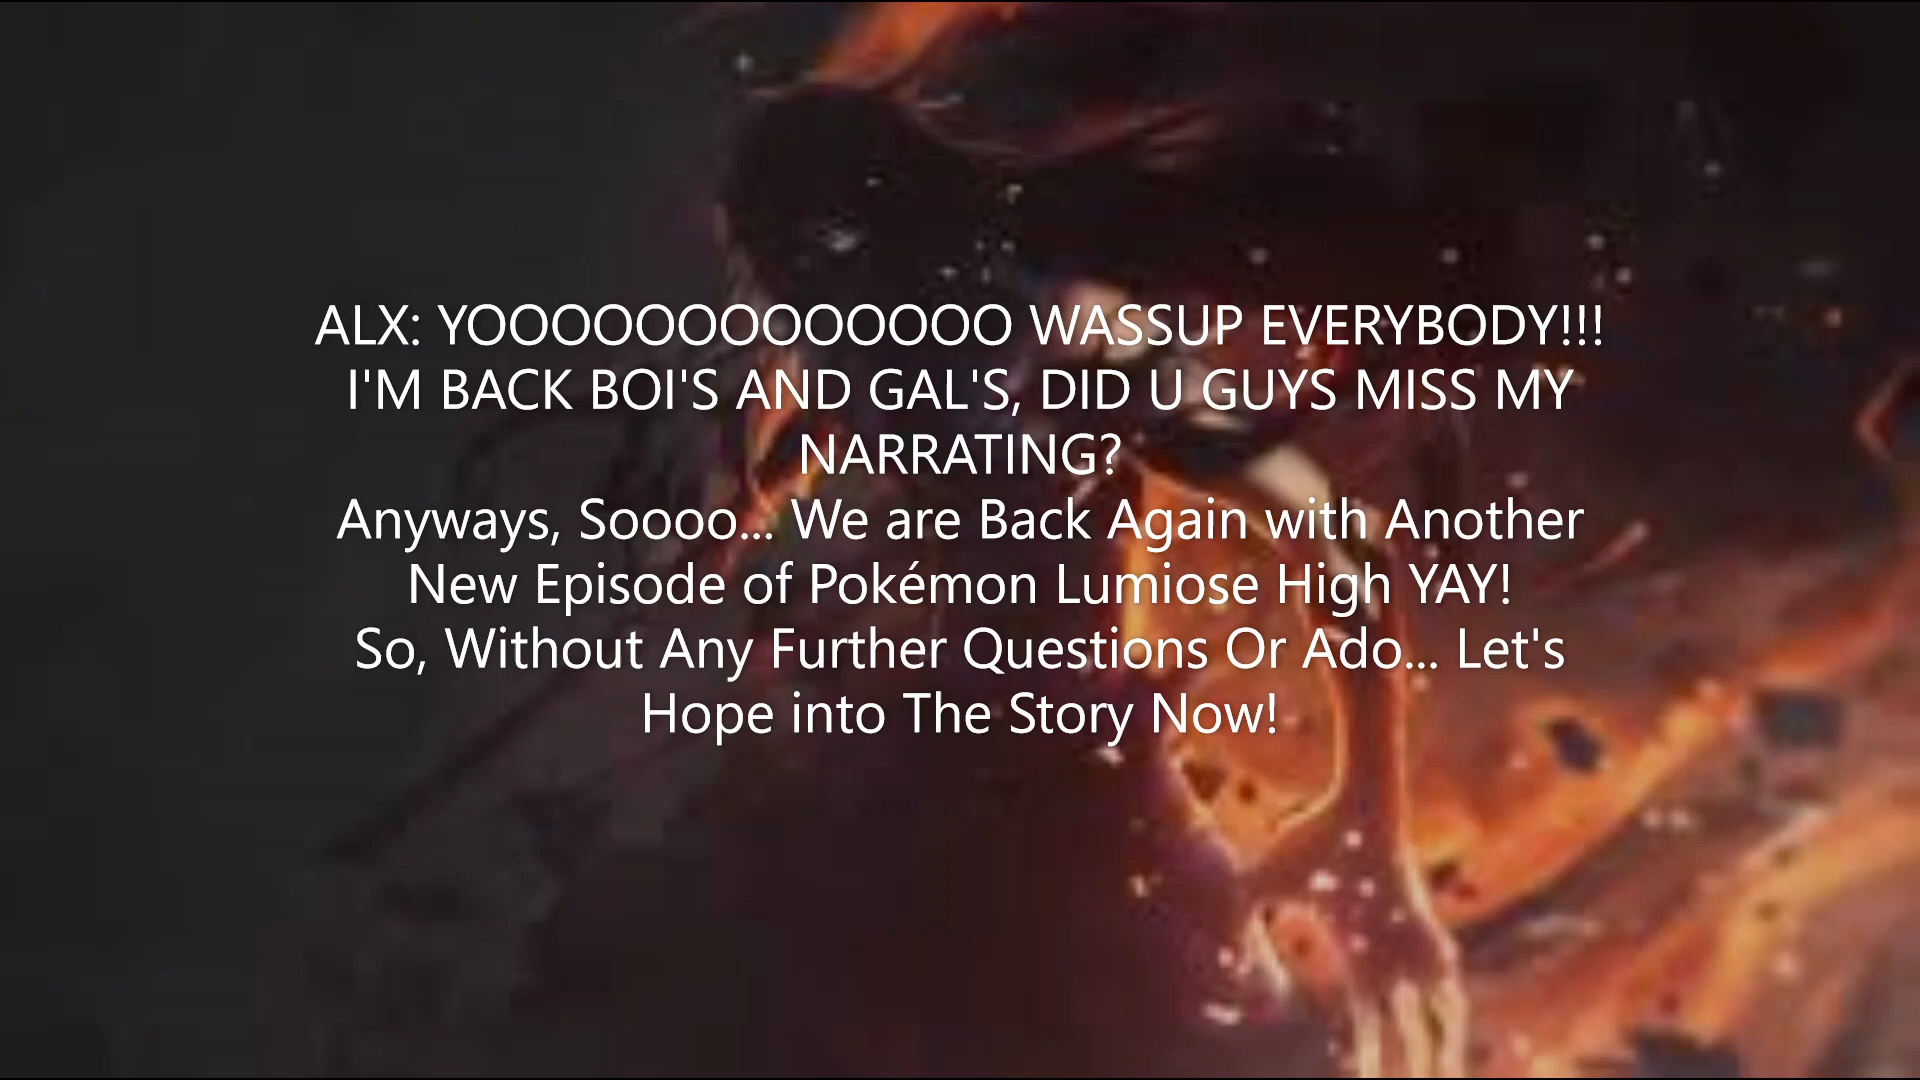 ALX: YOOOOOOOOOOOOOO WASSUP EVERYBODY!!!
I'M BACK BOI'S AND GAL'S, DID U GUYS MISS MY
NARRATING?
Anyways, Soooo... We are Back Again with Another
New Episode of Pokémon Lumiose High YAY!
So, Without Any Further Questions Or Ado... Let's
Hope into The Story Now!